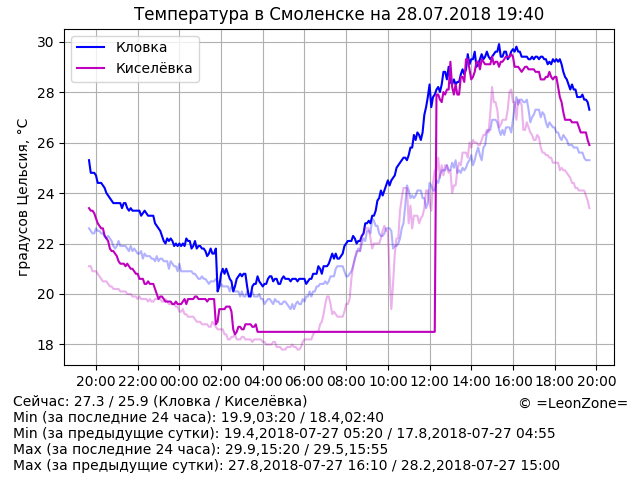 Температура в Смоленске на 28.07.2018 19:40
Кловка
Киселёвка
градусов Цельсия, °C
30
28
26
24
22
20
18
20:00 22:00 00:00 02:00 04:00 06:00 08:00 10:00 12:00 14:00 16:00 18:00 20:00
Сейчас: 27.3 / 25.9 (Кловка / Киселёвка)
© =LeonZone=
Min (за последние 24 часа): 19.9,03:20 / 18.4,02:40
Min (за предыдущие сутки): 19.4,2018-07-27 05:20 / 17.8,2018-07-27 04:55
Max (за последние 24 часа): 29.9,15:20 / 29.5,15:55
Max (за предыдущие сутки): 27.8,2018-07-27 16:10 / 28.2,2018-07-27 15:00